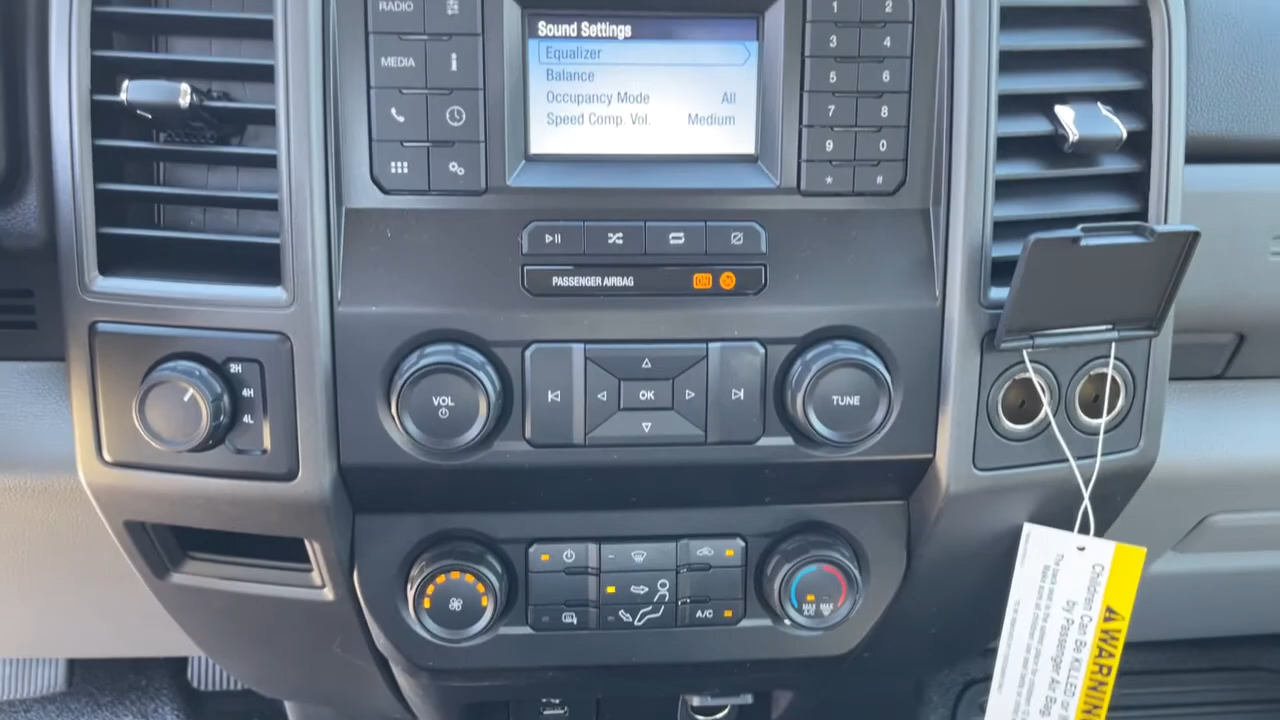 RADIO
MEDIA
Sound Settings
Equalizer
Balance
Occupancy Mode All
Speed Comp. Vol. Medium
1 2
3 4
5 6
7 8
9 0
* #
PASSENGER AIRBAG
2H
4H
4L
VOL
OK
TUNE
A/C
MAX A/C MAX
WARNING
Children Can Be KILLED or
by Passenger Air Bag